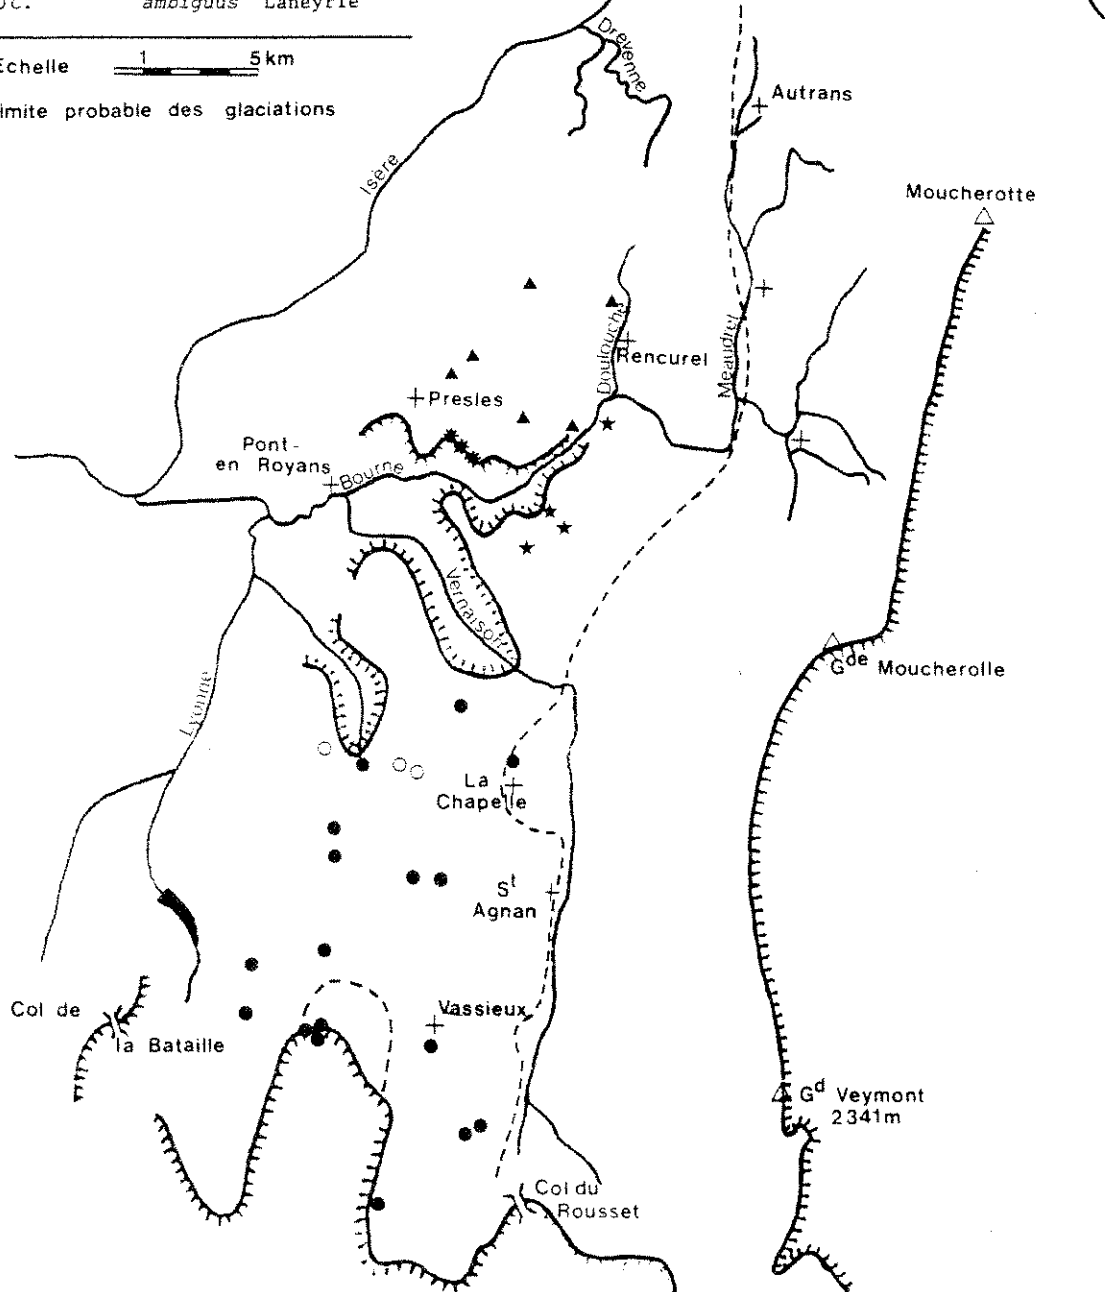 ambiguus Laneyrie
Echelle 1 5 km
limite probable des glaciations
Drevenne
Autrans
Isère
Moucherotte
Doulouche
Rencurel
Méaudret
Presles
Pont-
en Royans
Bourne
Vernaison
Gde Moucherolle
Lyonne
La
Chapelle
St
Agnan
Col de
la Bataille
Vassieux
Gd Veymont
2341m
Col du
Rousset